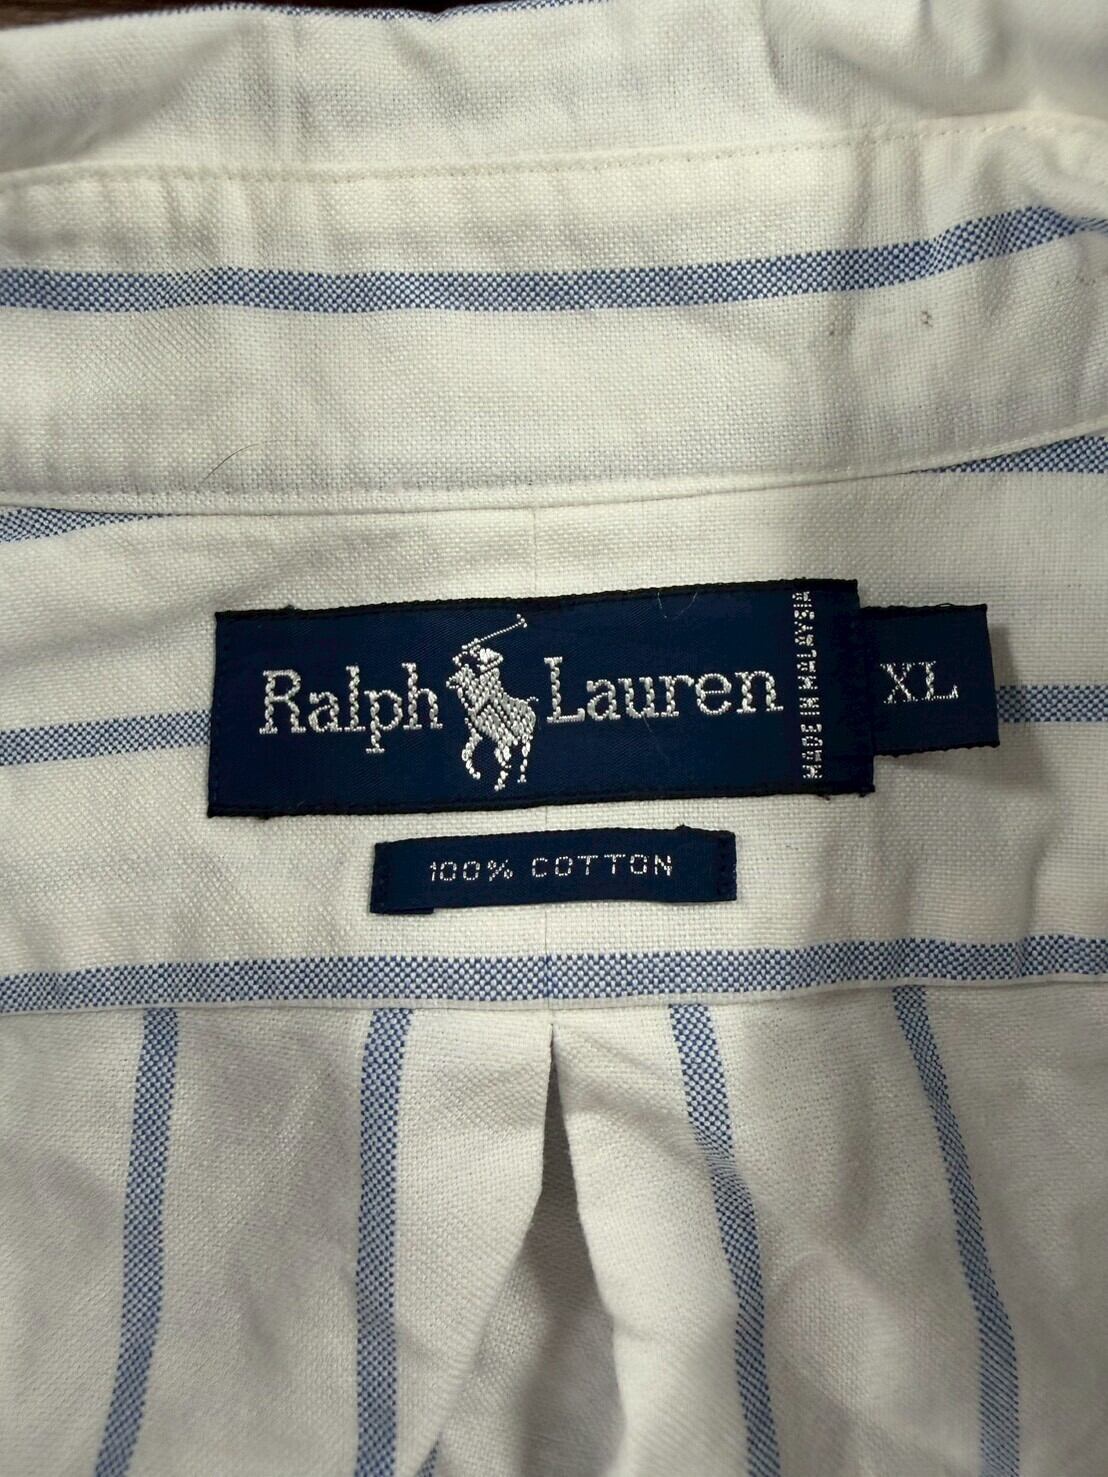 Ralph Lauren
MADE IN MALAYSIA
XL
100% COTTON